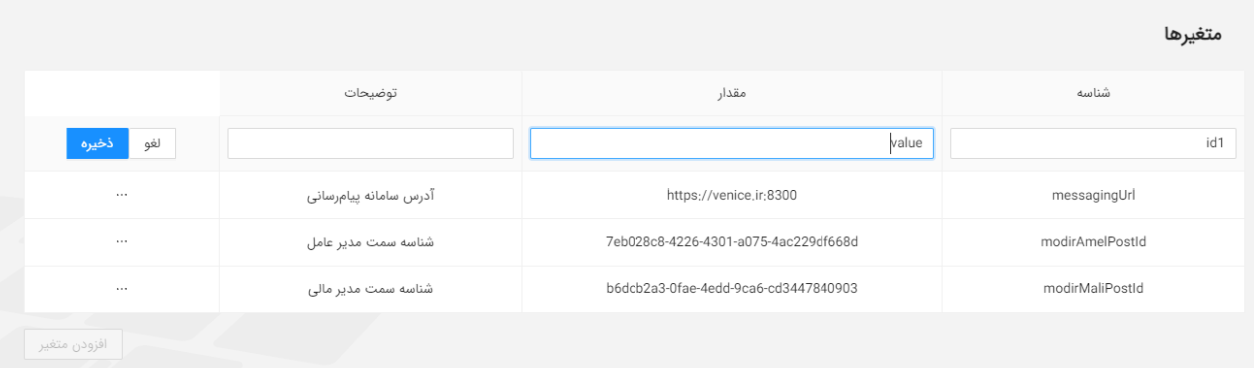 متغیرها
شناسه مقدار توضیحات
id1 value لغو ذخیره
messagingUrl https://venice.ir:8300 آدرس سامانه پیام‌رسانی ...
modirAmelPostId 7eb028c8-4226-4301-a075-4ac229df668d شناسه سمت مدیر عامل ...
modirMaliPostId b6dcb2a3-0fae-4edd-9ca6-cd3447840903 شناسه سمت مدیر مالی ...
افزودن متغیر